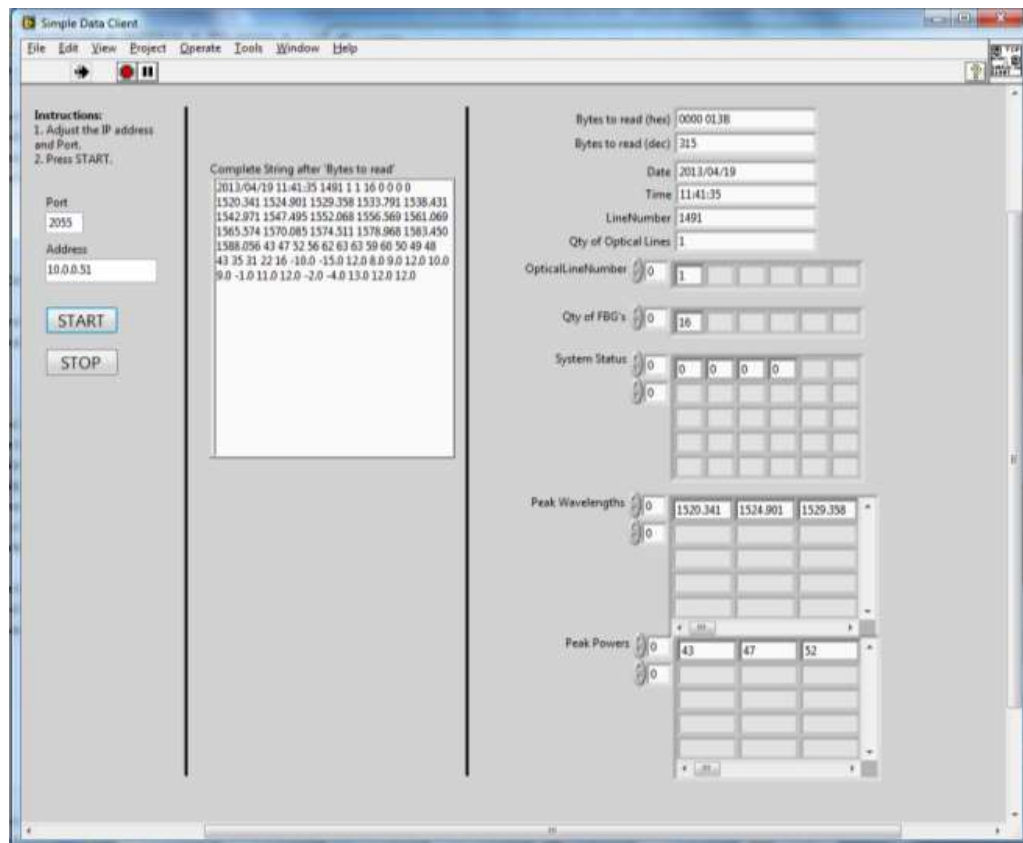 Simple Data Client
File Edit View Project Operate Tools Window Help
Instructions:
1. Adjust the IP address
and Port.
2. Press START.
Port
2055
Address
10.0.0.51
START
STOP
Complete String after 'Bytes to read'
2013/04/19 11:41:35 1491 1 1 16 0 0 0 0
1520.341 1524.901 1529.358 1533.791 1538.431
1542.971 1547.495 1552.068 1556.569 1561.069
1565.574 1570.085 1574.511 1578.968 1583.450
1588.056 43 47 52 56 62 63 63 59 60 50 49 48
43 35 31 22 16 -10.0 -15.0 12.0 8.0 9.0 12.0 10.0
9.0 -1.0 11.0 12.0 -2.0 -4.0 13.0 12.0 12.0
Bytes to read (hex) 0000 013B
Bytes to read (dec) 315
Date 2013/04/19
Time 11:41:35
LineNumber 1491
Qty of Optical Lines 1
OpticalLineNumber 0 1
Qty of FBG's 0 16
System Status 0 0 0 0 0
0
Peak Wavelengths 0 1520.341 1524.901 1529.358
0
Peak Powers 0 43 47 52
0